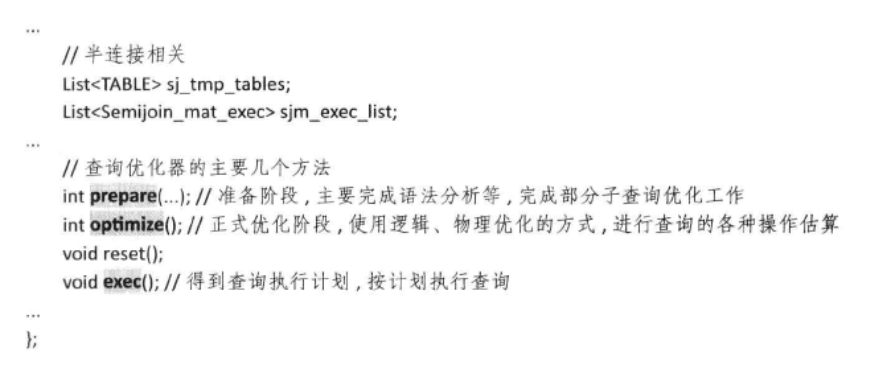 ...
// 半连接相关
List<TABLE> sj_tmp_tables;
List<Semijoin_mat_exec> sjm_exec_list;
...
// 查询优化器的主要几个方法
int prepare(...); // 准备阶段,主要完成语法分析等,完成部分子查询优化工作
int optimize(); // 正式优化阶段,使用逻辑、物理优化的方式,进行查询的各种操作估算
void reset();
void exec(); // 得到查询执行计划,按计划执行查询
...
};